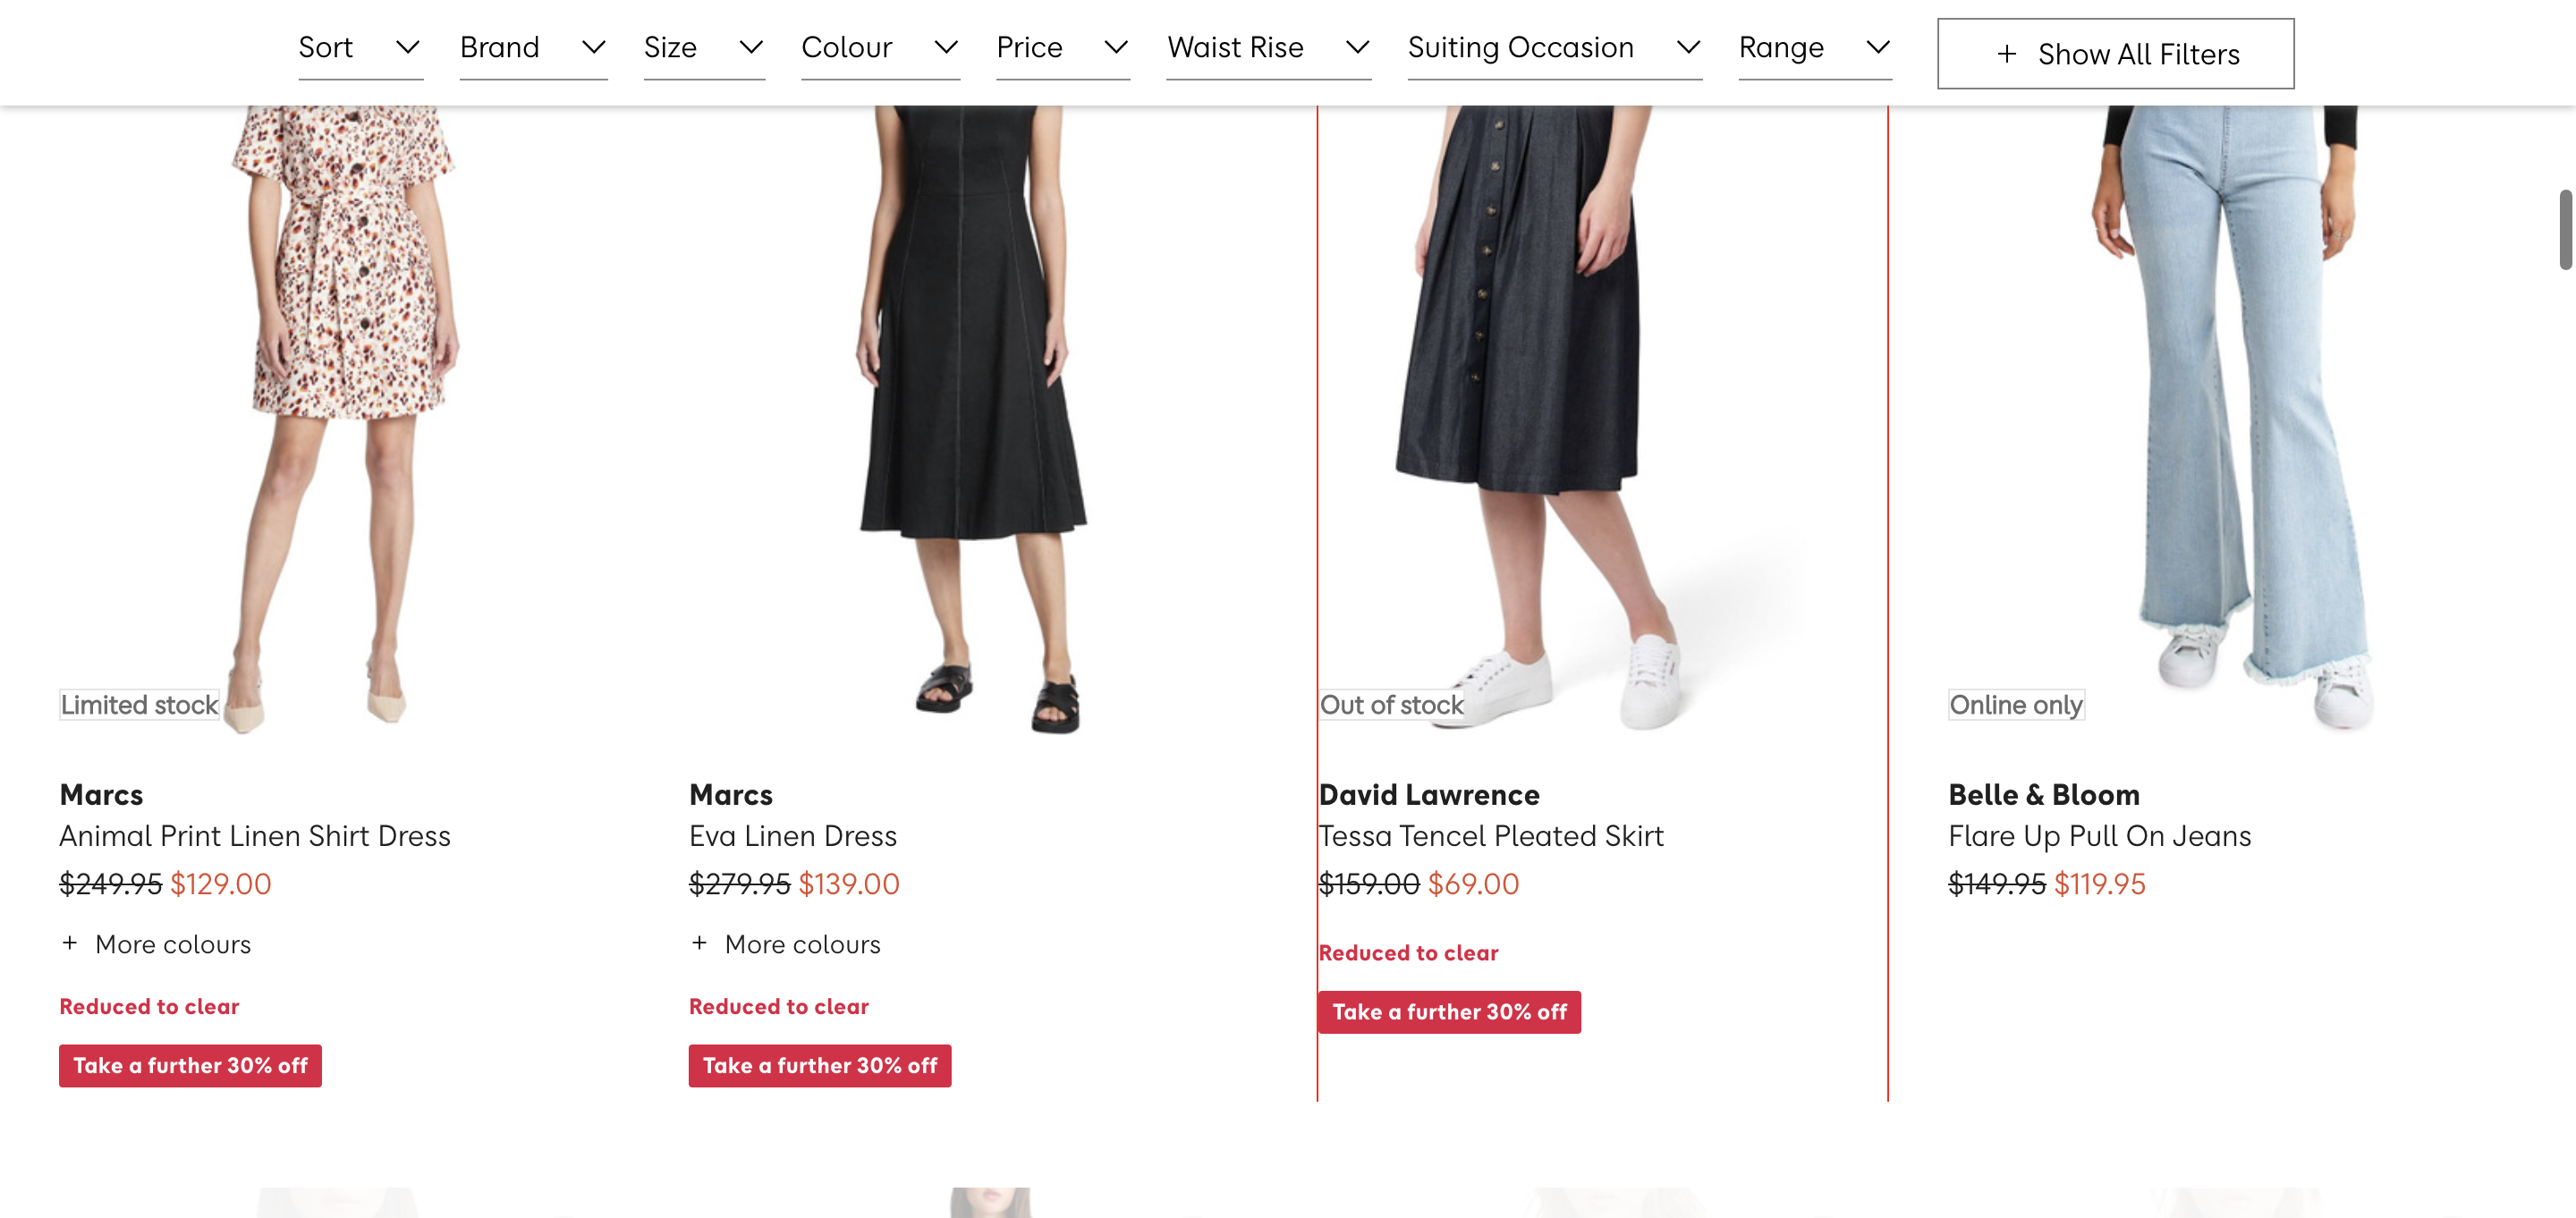 Sort Brand Size Colour Price Waist Rise Suiting Occasion Range + Show All Filters
Limited stock
Marcs
Animal Print Linen Shirt Dress
$249.95 $129.00
+ More colours
Reduced to clear
Take a further 30% off
Marcs
Eva Linen Dress
$279.95 $139.00
+ More colours
Reduced to clear
Take a further 30% off
Out of stock
David Lawrence
Tessa Tencel Pleated Skirt
$159.00 $69.00
Reduced to clear
Take a further 30% off
Online only
Belle & Bloom
Flare Up Pull On Jeans
$149.95 $119.95